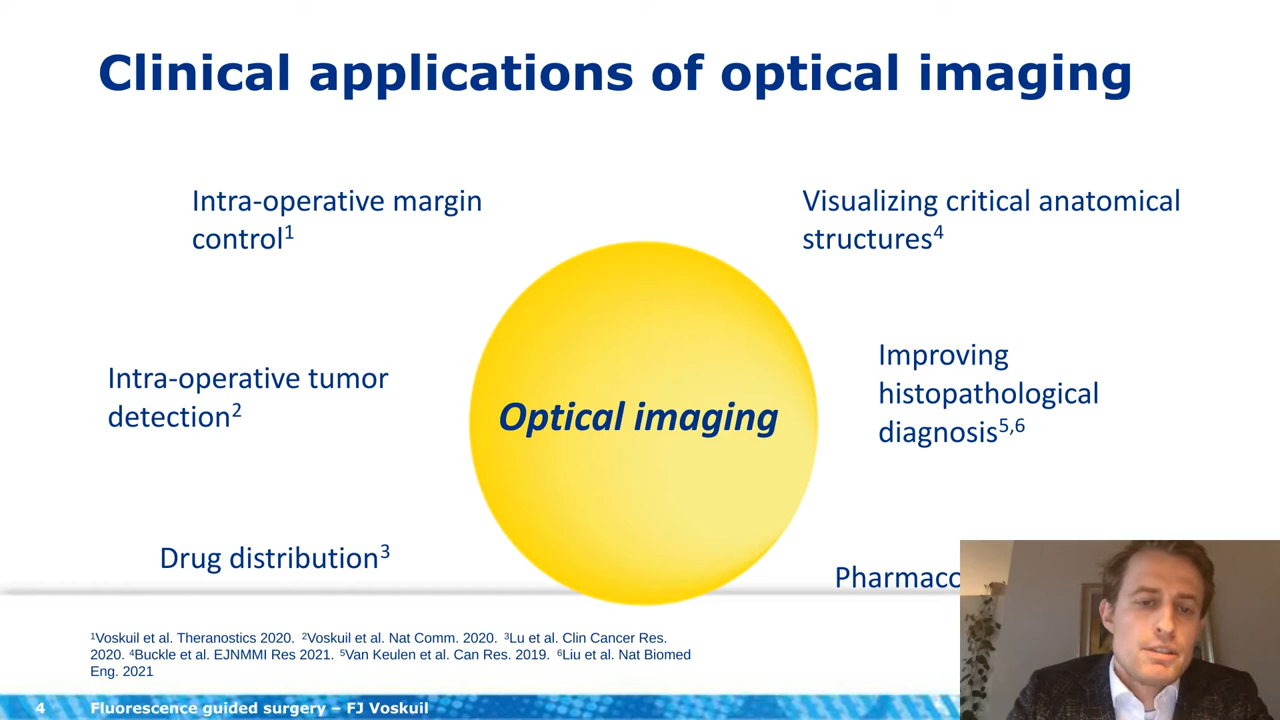 Clinical applications of optical imaging
Intra-operative margin
control¹
Visualizing critical anatomical
structures⁴
Intra-operative tumor
detection²
Optical imaging
Improving
histopathological
diagnosis⁵,⁶
Drug distribution³
¹Voskuil et al. Theranostics 2020. ²Voskuil et al. Nat Comm. 2020. ³Lu et al. Clin Cancer Res.
2020. ⁴Buckle et al. EJNMMI Res 2021. ⁵Van Keulen et al. Can Res. 2019. ⁶Liu et al. Nat Biomed
Eng. 2021
4 Fluorescence guided surgery – FJ Voskuil